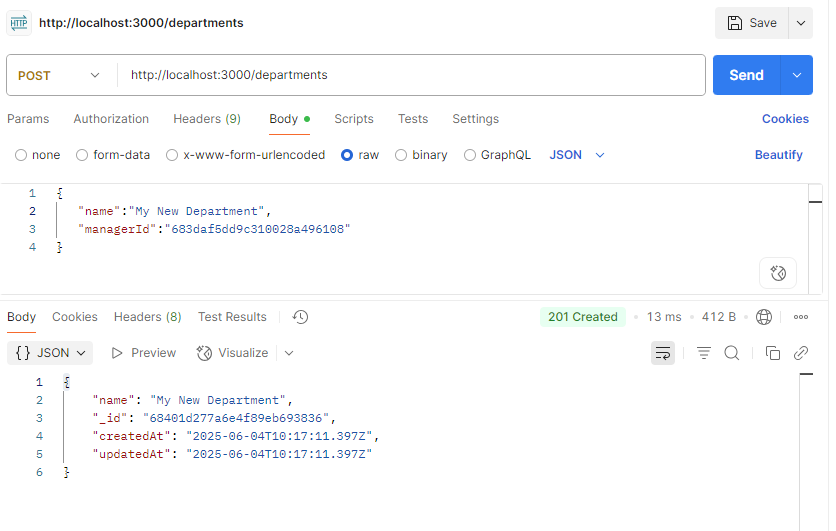 HTTP http://localhost:3000/departments Save
POST http://localhost:3000/departments Send
Params Authorization Headers (9) Body Scripts Tests Settings Cookies
none form-data x-www-form-urlencoded raw binary GraphQL JSON Beautify
1 {
2 "name":"My New Department",
3 "managerId":"683daf5dd9c310028a496108"
4 }
Body Cookies Headers (8) Test Results 201 Created 13 ms 412 B
{} JSON Preview Visualize
1 {
2 "name": "My New Department",
3 "_id": "68401d277a6e4f89eb693836",
4 "createdAt": "2025-06-04T10:17:11.397Z",
5 "updatedAt": "2025-06-04T10:17:11.397Z"
6 }